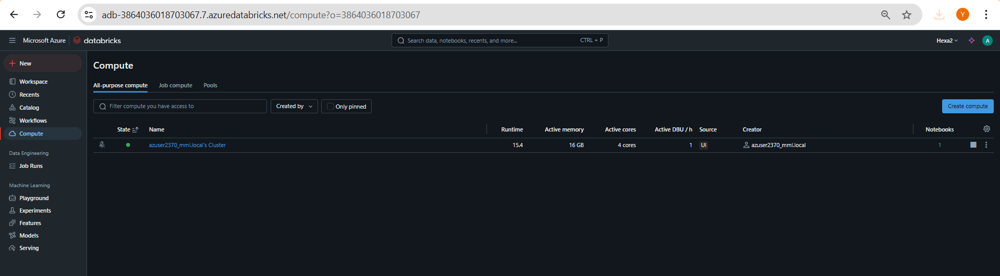 adb-3864036018703067.7.azuredatabricks.net/compute?o=3864036018703067
Y
Microsoft Azure databricks
Search data, notebooks, recents, and more... CTRL + P
Hexa2
A
New
Workspace
Recents
Catalog
Workflows
Compute
Data Engineering
Job Runs
Machine Learning
Playground
Experiments
Features
Models
Serving
Compute
All-purpose compute Job compute Pools
Filter compute you have access to Created by Only pinned Create compute
State Name Runtime Active memory Active cores Active DBU / h Source Creator Notebooks
azuser2370_mml.local's Cluster 15.4 16 GB 4 cores 1 UI azuser2370_mml.local 1